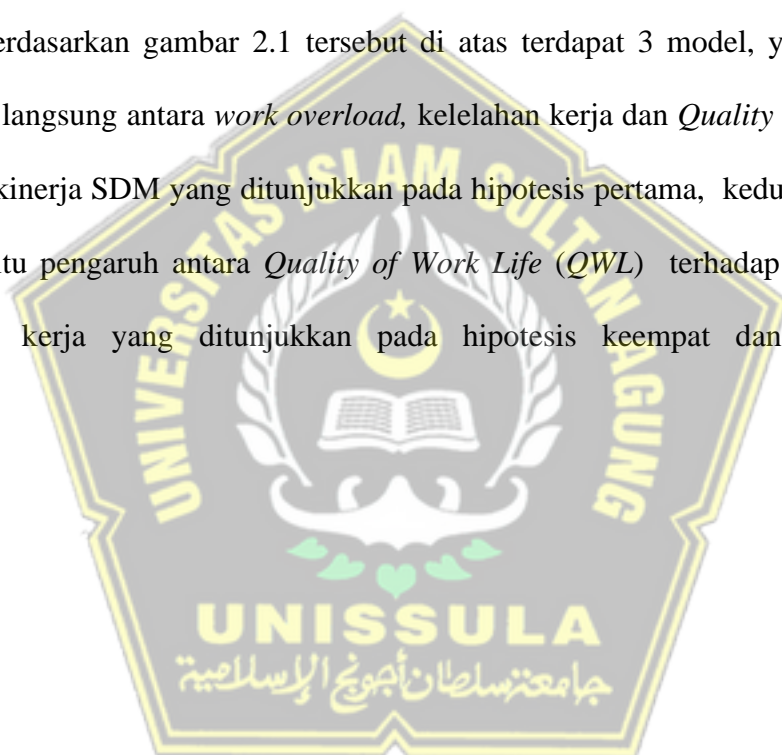 erdasarkan gambar 2.1 tersebut di atas terdapat 3 model, y
langsung antara work overload, kelelahan kerja dan Quality
kinerja SDM yang ditunjukkan pada hipotesis pertama, kedu
tu pengaruh antara Quality of Work Life (QWL) terhadap
kerja yang ditunjukkan pada hipotesis keempat dan
UNIVERSITAS ISLAM SULTAN AGUNG
UNISSULA
جامعة سلطان أجونج الإسلامية